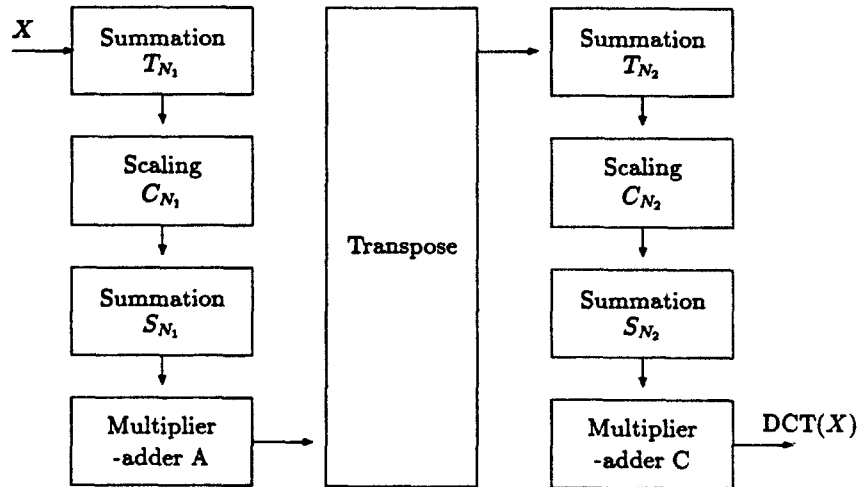 X
Summation
T_{N_1}
Scaling
C_{N_1}
Summation
S_{N_1}
Multiplier
-adder A
Transpose
Summation
T_{N_2}
Scaling
C_{N_2}
Summation
S_{N_2}
Multiplier
-adder C
DCT(X)